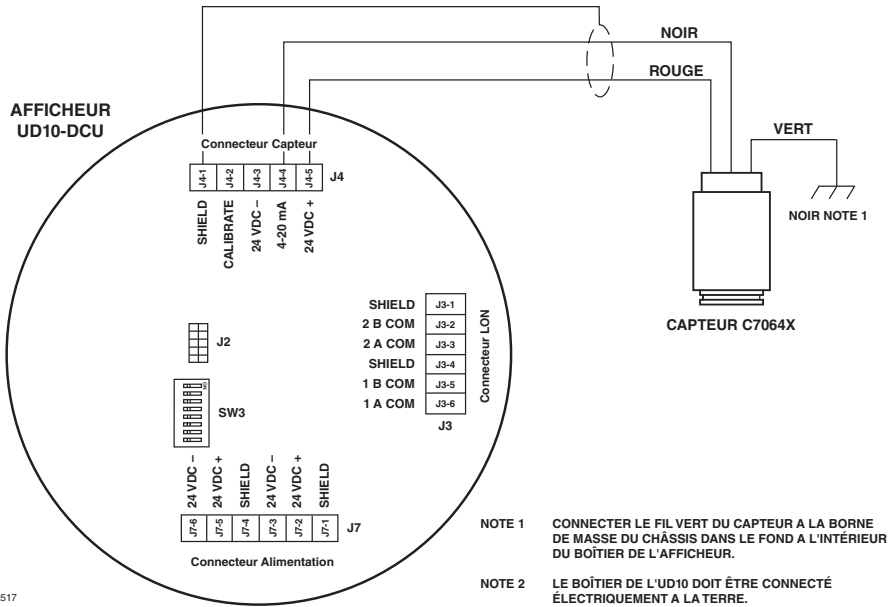 NOIR
ROUGE
VERT
NOIR NOTE 1
CAPTEUR C7064X
AFFICHEUR
UD10-DCU
Connecteur Capteur
J4-1
J4-2
J4-3
J4-4
J4-5
J4
SHIELD
CALIBRATE
24 VDC –
4-20 mA
24 VDC +
SHIELD J3-1
2 B COM J3-2
2 A COM J3-3
SHIELD J3-4
1 B COM J3-5
1 A COM J3-6
Connecteur LON
J3
J2
ON
SW3
24 VDC –
24 VDC +
SHIELD
24 VDC –
24 VDC +
SHIELD
J7-6
J7-5
J7-4
J7-3
J7-2
J7-1
J7
Connecteur Alimentation
NOTE 1 CONNECTER LE FIL VERT DU CAPTEUR A LA BORNE
DE MASSE DU CHÂSSIS DANS LE FOND A L'INTÉRIEUR
DU BOÎTIER DE L'AFFICHEUR.
NOTE 2 LE BOÎTIER DE L'UD10 DOIT ÊTRE CONNECTÉ
ÉLECTRIQUEMENT A LA TERRE.
517